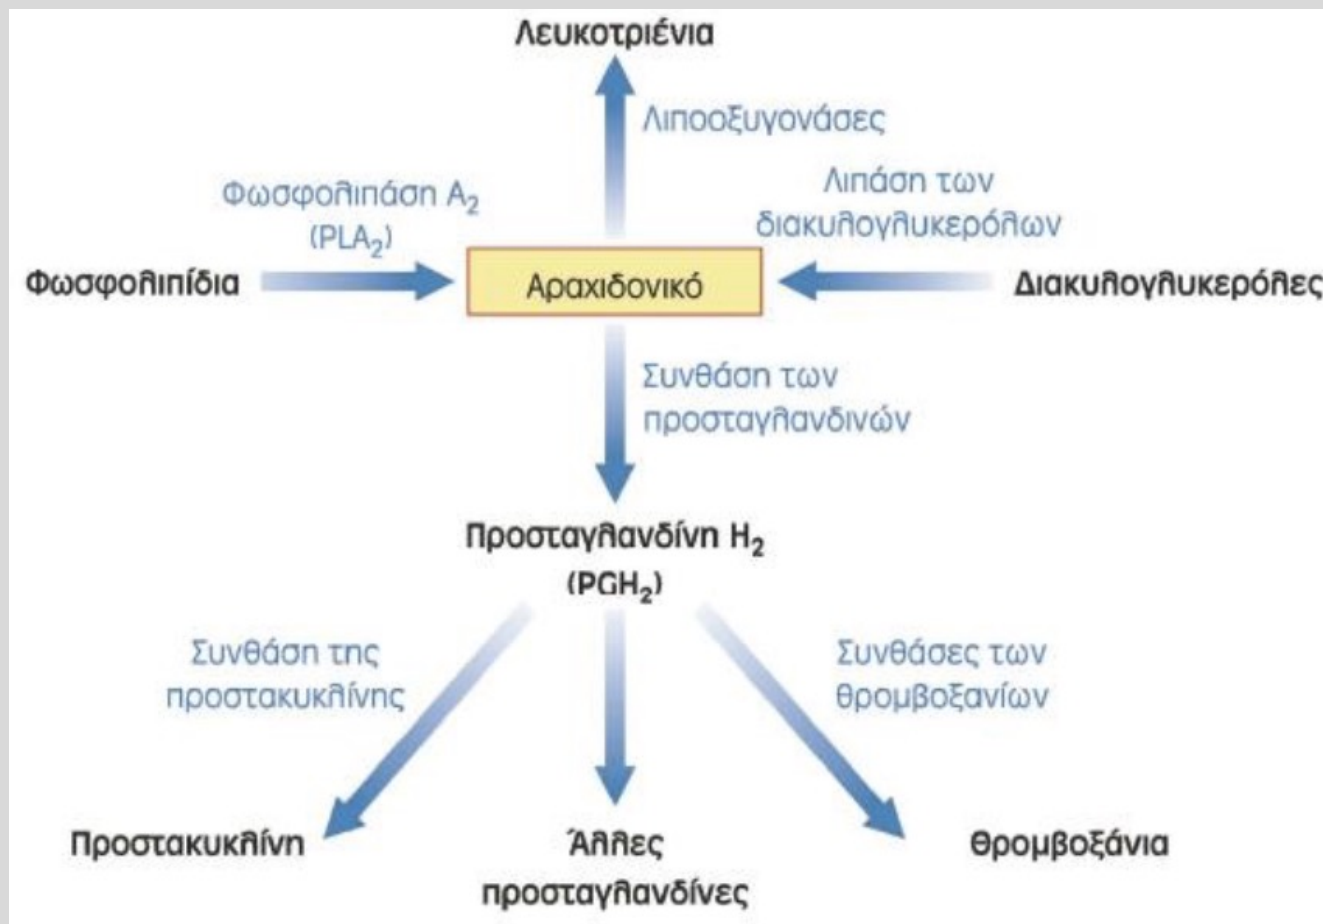 Λευκοτριένια
Λιποοξυγονάσες
Φωσφολιπάση A₂
(PLA₂)
Λιπάση των
διακυλογλυκερόλων
Φωσφολιπίδια
Αραχιδονικό
Διακυλογλυκερόλες
Συνθάση των
προσταγλανδινών
Προσταγλανδίνη H₂
(PGH₂)
Συνθάση της
προστακυκλίνης
Συνθάσες των
θρομβοξανίων
Προστακυκλίνη
Άλλες
προσταγλανδίνες
Θρομβοξάνια